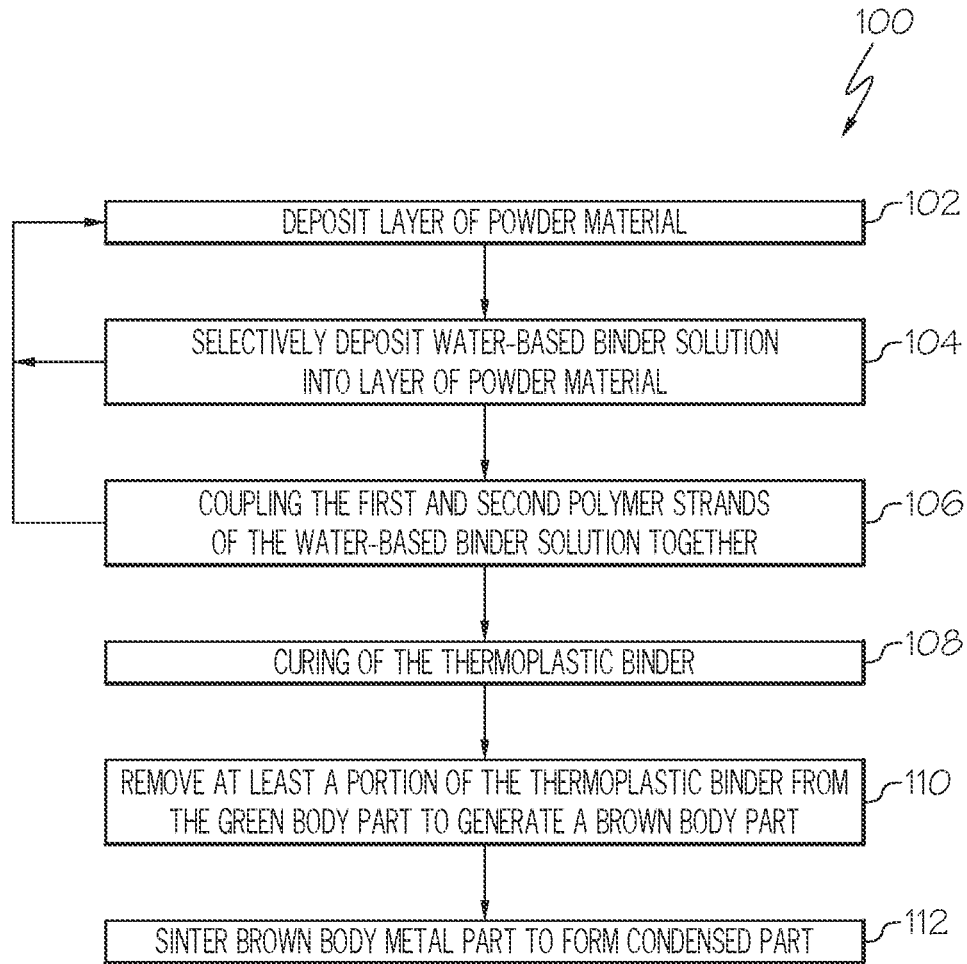 100
DEPOSIT LAYER OF POWDER MATERIAL
102
SELECTIVELY DEPOSIT WATER-BASED BINDER SOLUTION
INTO LAYER OF POWDER MATERIAL
104
COUPLING THE FIRST AND SECOND POLYMER STRANDS
OF THE WATER-BASED BINDER SOLUTION TOGETHER
106
CURING OF THE THERMOPLASTIC BINDER
108
REMOVE AT LEAST A PORTION OF THE THERMOPLASTIC BINDER FROM
THE GREEN BODY PART TO GENERATE A BROWN BODY PART
110
SINTER BROWN BODY METAL PART TO FORM CONDENSED PART
112